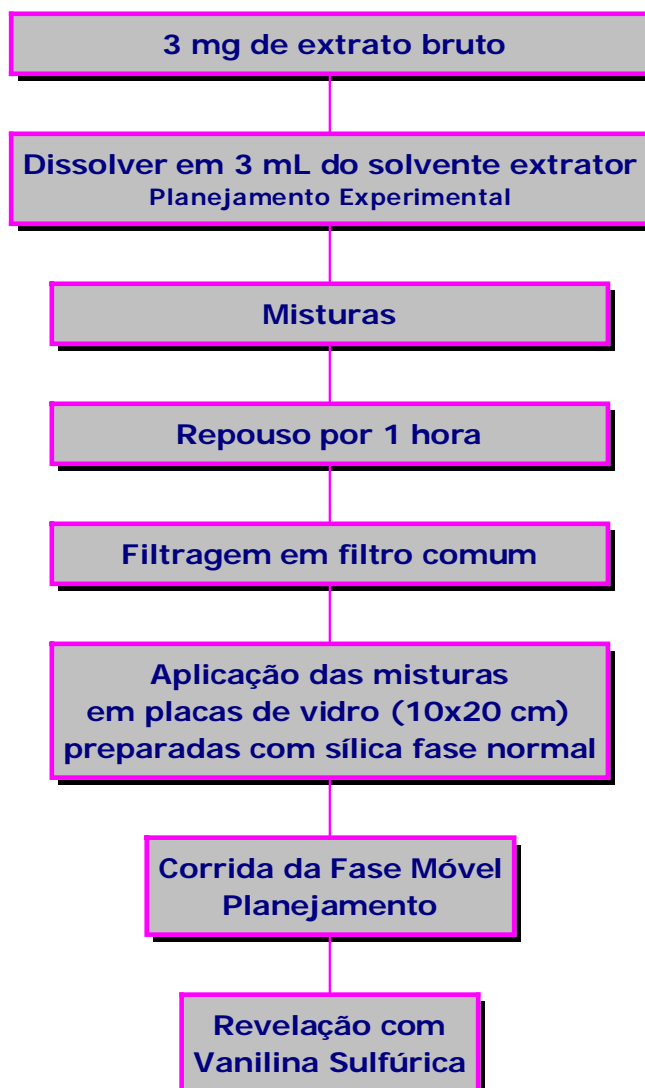 3 mg de extrato bruto
Dissolver em 3 mL do solvente extrator
Planejamento Experimental
Misturas
Repouso por 1 hora
Filtragem em filtro comum
Aplicação das misturas
em placas de vidro (10x20 cm)
preparadas com sílica fase normal
Corrida da Fase Móvel
Planejamento
Revelação com
Vanilina Sulfúrica